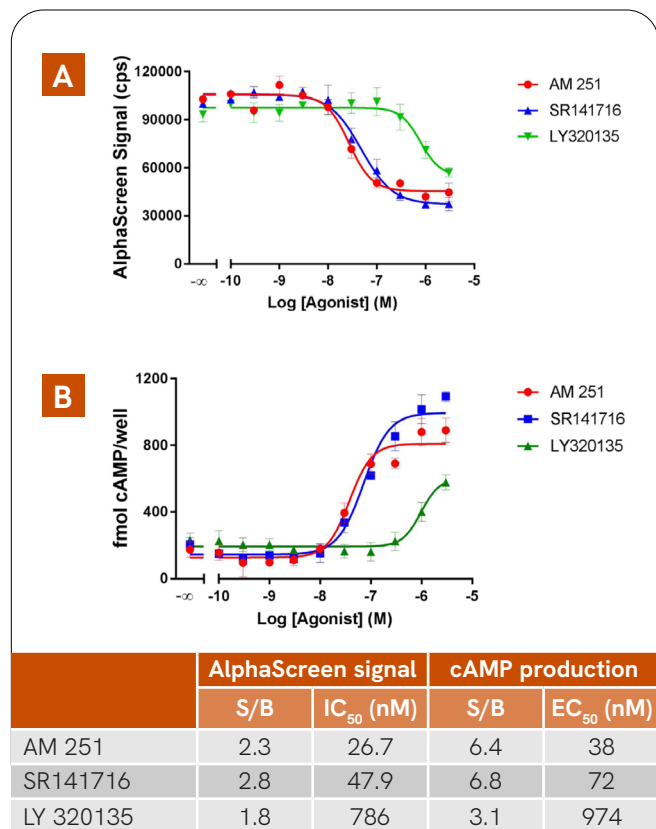 A
AlphaScreen Signal (cps)
120000
90000
60000
30000
0
-∞ -10 -9 -8 -7 -6 -5
Log [Agonist] (M)
AM 251
SR141716
LY320135
B
fmol cAMP/well
1200
800
400
0
-∞ -10 -9 -8 -7 -6 -5
Log [Agonist] (M)
AM 251
SR141716
LY320135
AlphaScreen signal cAMP production
S/B IC50 (nM) S/B EC50 (nM)
AM 251 2.3 26.7 6.4 38
SR141716 2.8 47.9 6.8 72
LY 320135 1.8 786 3.1 974